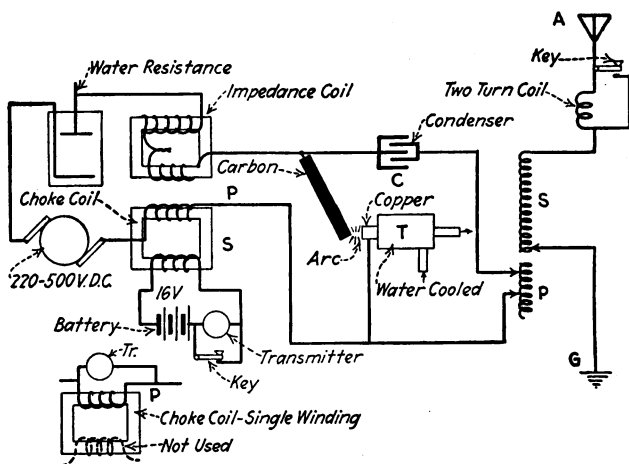 A
Key
Water Resistance
Impedance Coil
Two Turn Coil
Condenser
Carbon
C
Choke Coil
P
Copper
S
S
T
Arc
Water Cooled
P
220-500 V.D.C.
16V
Battery
Transmitter
Key
G
Tr.
P
Choke Coil-Single Winding
Not Used